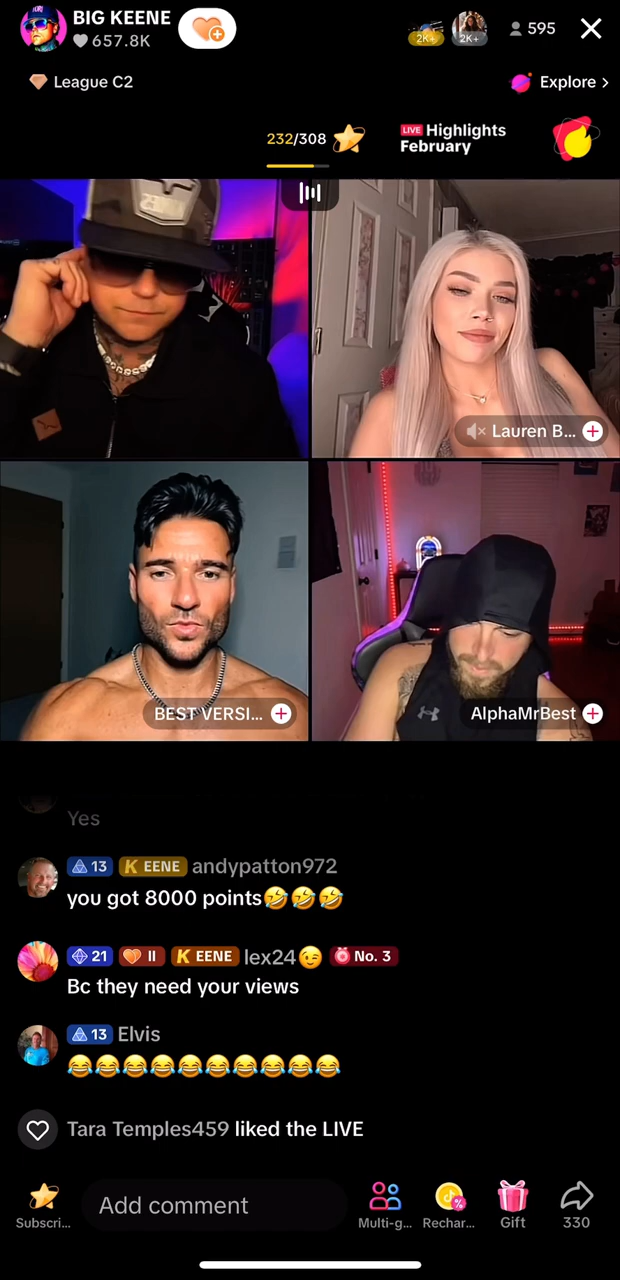 BIG KEENE
657.8K
2K+
2K+
595
League C2
Explore >
232/308
LIVE Highlights
February
Lauren B...
BEST VERSI...
AlphaMrBest
Yes
13 K EENE andypatton972
you got 8000 points🤣🤣🤣
21 II K EENE lex24😉 No. 3
Bc they need your views
13 Elvis
😂😂😂😂😂😂😂😂😂😂
Tara Temples459 liked the LIVE
Add comment
Subscri...
Multi-g...
Rechar...
Gift
330